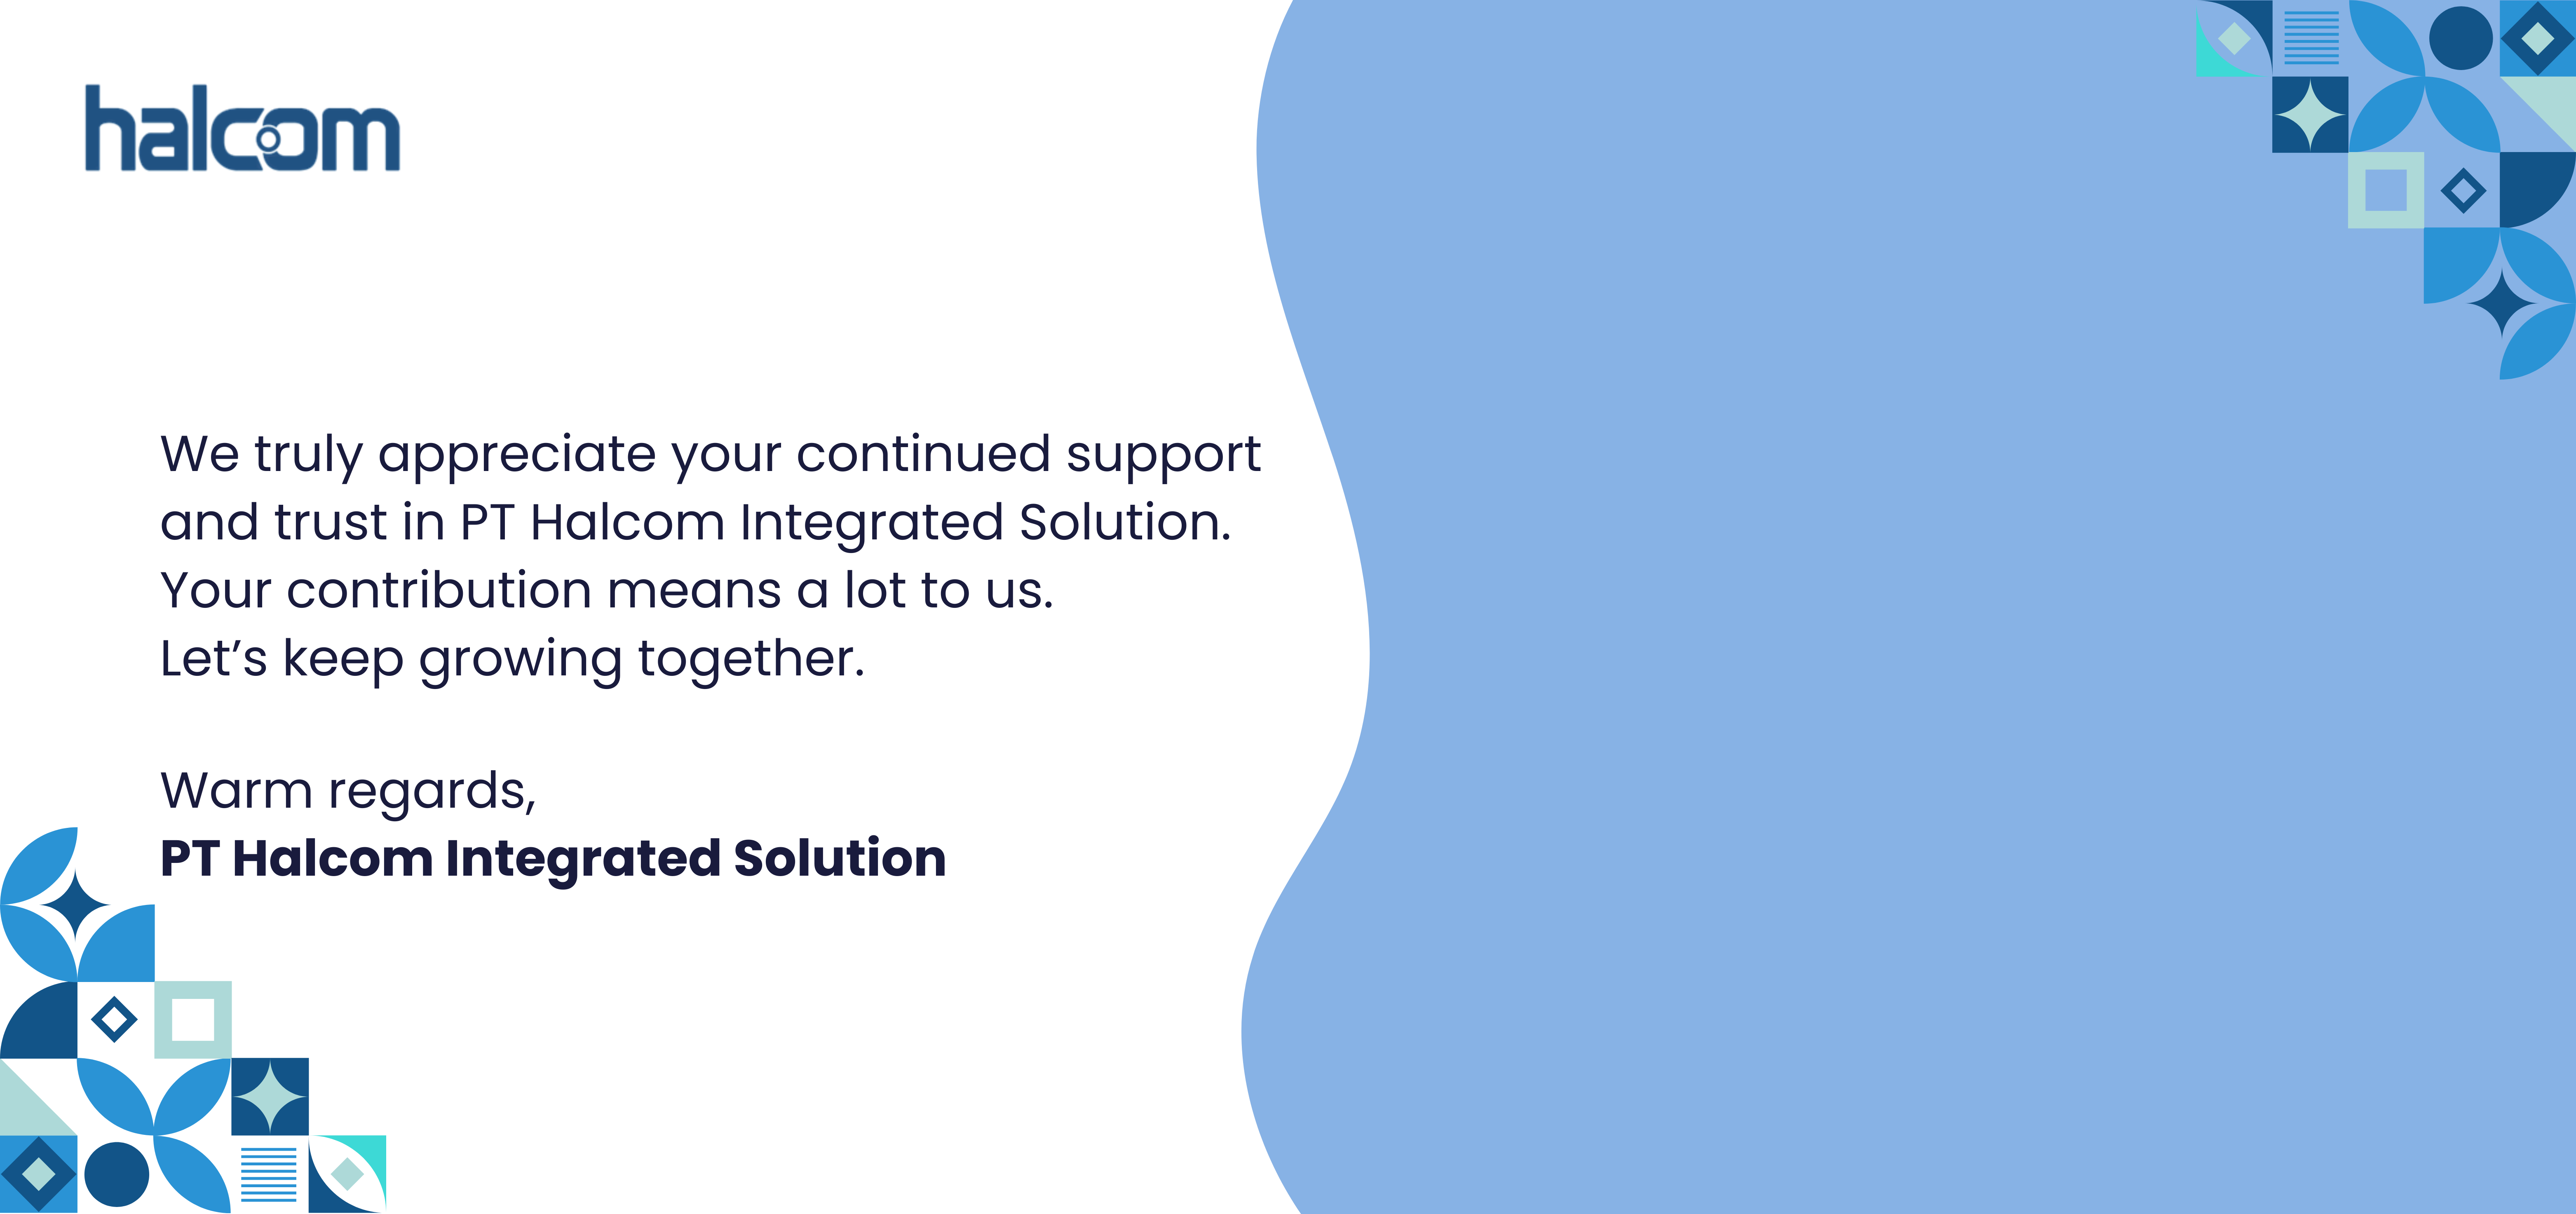 halcom
We truly appreciate your continued support
and trust in PT Halcom Integrated Solution.
Your contribution means a lot to us.
Let’s keep growing together.
Warm regards,
PT Halcom Integrated Solution